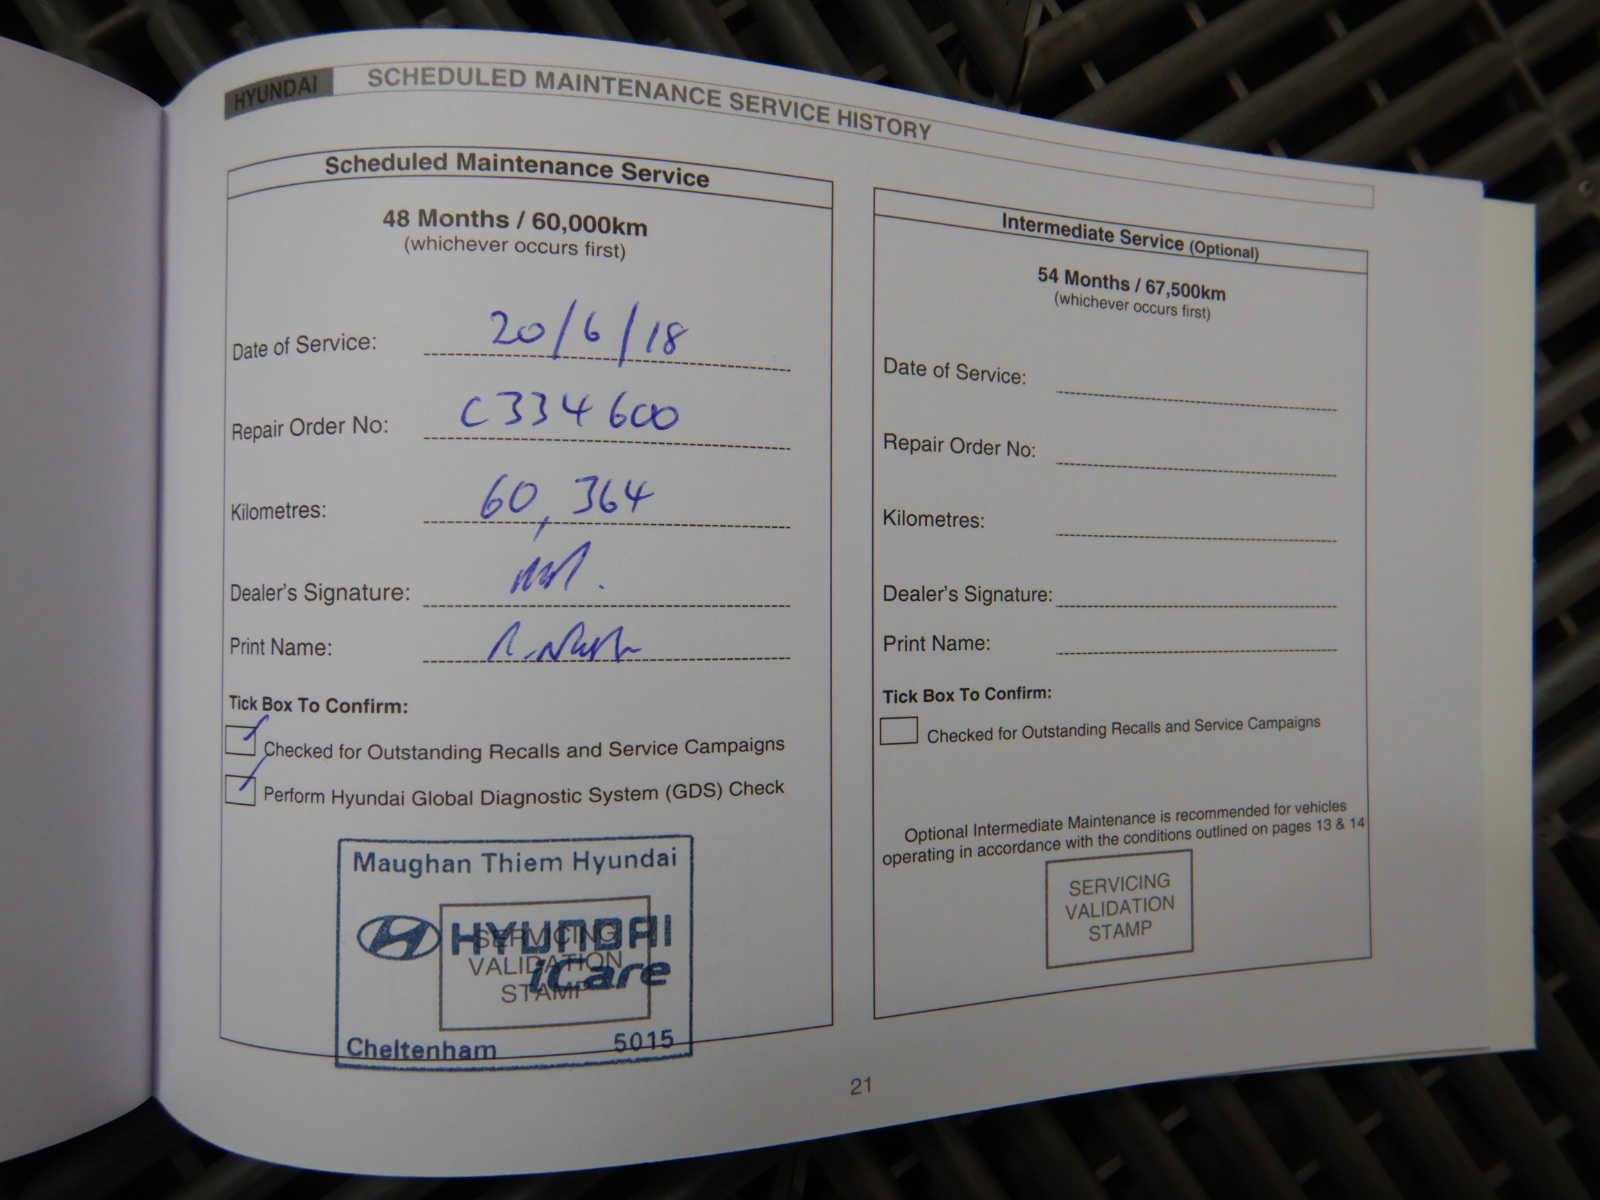 HYUNDAI SCHEDULED MAINTENANCE SERVICE HISTORY
Scheduled Maintenance Service
48 Months / 60,000km
(whichever occurs first)
Date of Service: 20/6/18
Repair Order No: C334600
Kilometres: 60,364
Dealer's Signature:
Print Name:
Tick Box To Confirm:
Checked for Outstanding Recalls and Service Campaigns
Perform Hyundai Global Diagnostic System (GDS) Check
Maughan Thiem Hyundai
HYUNDAI
iCare
SERVICING
VALIDATION
STAMP
Cheltenham 5015
Intermediate Service (Optional)
54 Months / 67,500km
(whichever occurs first)
Date of Service:
Repair Order No:
Kilometres:
Dealer's Signature:
Print Name:
Tick Box To Confirm:
Checked for Outstanding Recalls and Service Campaigns
Optional Intermediate Maintenance is recommended for vehicles
operating in accordance with the conditions outlined on pages 13 & 14
SERVICING
VALIDATION
STAMP
21